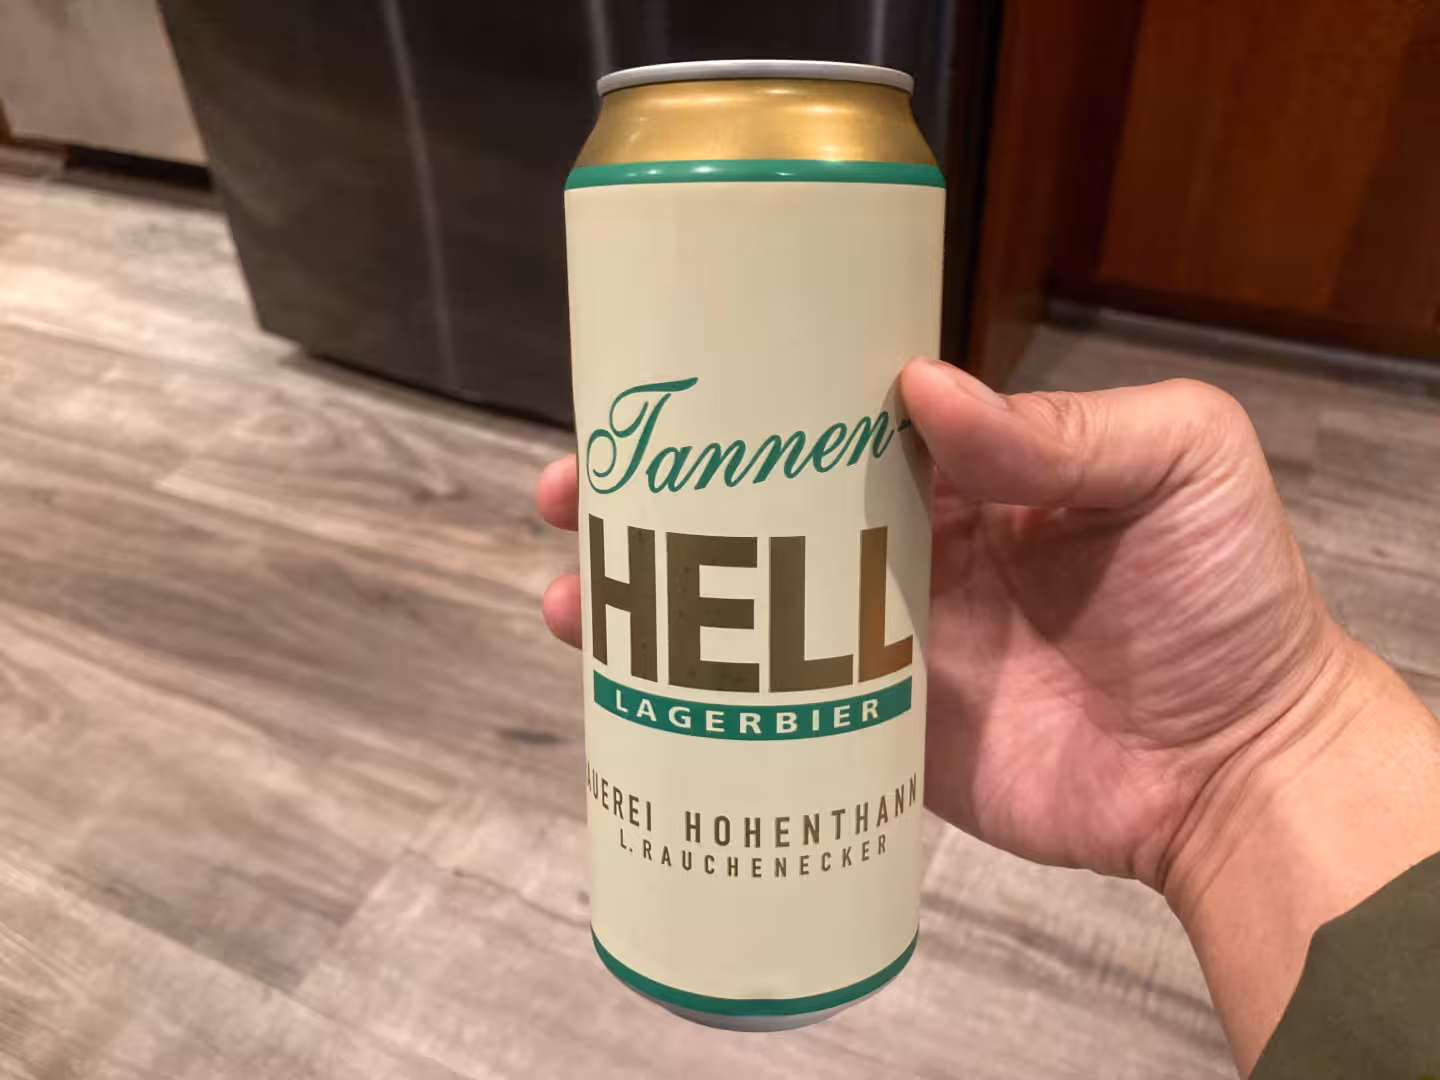 Tannen-
HELL
LAGERBIER
AUEREI HOHENTHANN
L. RAUCHENECKER